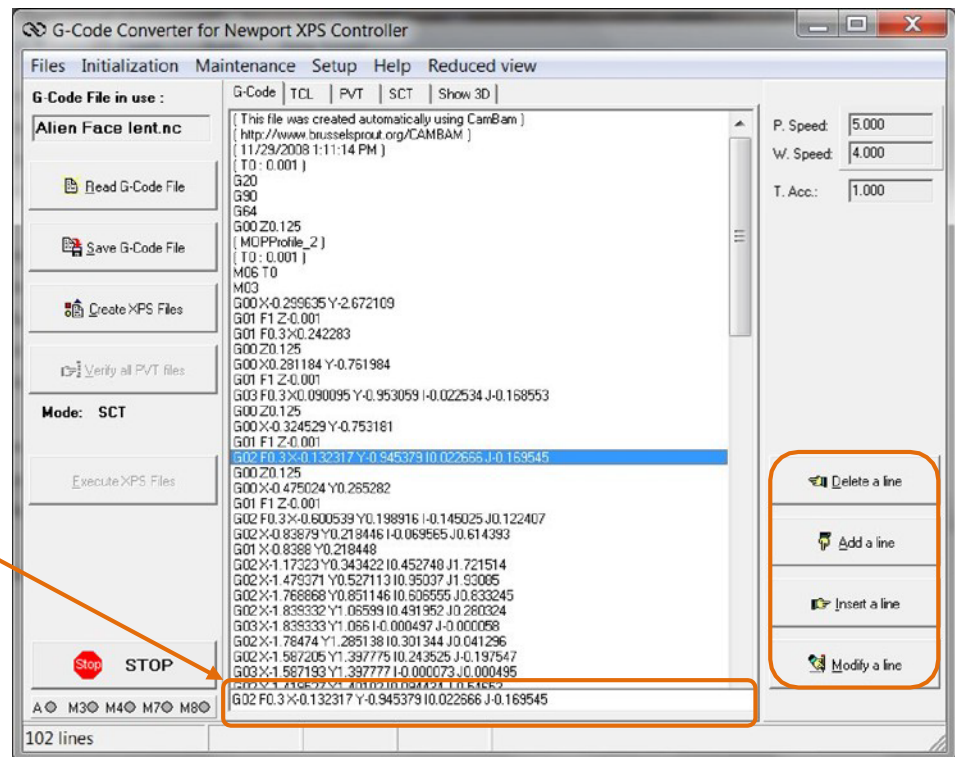 G-Code Converter for Newport XPS Controller
Files Initialization Maintenance Setup Help Reduced view
G-Code File in use :
Alien Face lent.nc
Read G-Code File
Save G-Code File
Create XPS Files
Verify all PVT files
Mode: SCT
Execute XPS Files
Stop STOP
A M3 M4 M7 M8
102 lines
G-Code TCL PVT SCT Show 3D
( This file was created automatically using CamBam )
( http://www.brusselsprout.org/CAMBAM )
( 11/29/2008 1:11:14 PM )
( T0 : 0.001 )
G20
G90
G64
G00 Z0.125
( MOPProfile_2 )
( T0 : 0.001 )
M06 T0
M03
G00 X-0.299635 Y-2.672109
G01 F1 Z-0.001
G01 F0.3 X0.242283
G00 Z0.125
G00 X0.281184 Y-0.761984
G01 F1 Z-0.001
G03 F0.3 X0.090095 Y-0.953059 I-0.022534 J-0.168553
G00 Z0.125
G00 X-0.324529 Y-0.753181
G01 F1 Z-0.001
G02 F0.3 X-0.132317 Y-0.945379 I0.022666 J-0.169545
G00 Z0.125
G00 X-0.475024 Y0.265282
G01 F1 Z-0.001
G02 F0.3 X-0.600539 Y0.198916 I-0.145025 J0.122407
G02 X-0.83879 Y0.218446 I-0.069565 J0.614393
G01 X-0.8388 Y0.218448
G02 X-1.17323 Y0.343422 I0.452748 J1.721514
G02 X-1.479371 Y0.527113 I0.95037 J1.93085
G02 X-1.768868 Y0.851146 I0.606555 J0.833245
G02 X-1.839332 Y1.06599 I0.491952 J0.280324
G03 X-1.839333 Y1.066 I-0.000497 J-0.000058
G02 X-1.78474 Y1.285138 I0.301344 J0.041296
G02 X-1.587205 Y1.397775 I0.243525 J-0.197547
G03 X-1.587193 Y1.397777 I-0.000073 J0.000495
G02 F0.3 X-0.132317 Y-0.945379 I0.022666 J-0.169545
P. Speed: 5.000
W. Speed: 4.000
T. Acc.: 1.000
Delete a line
Add a line
Insert a line
Modify a line